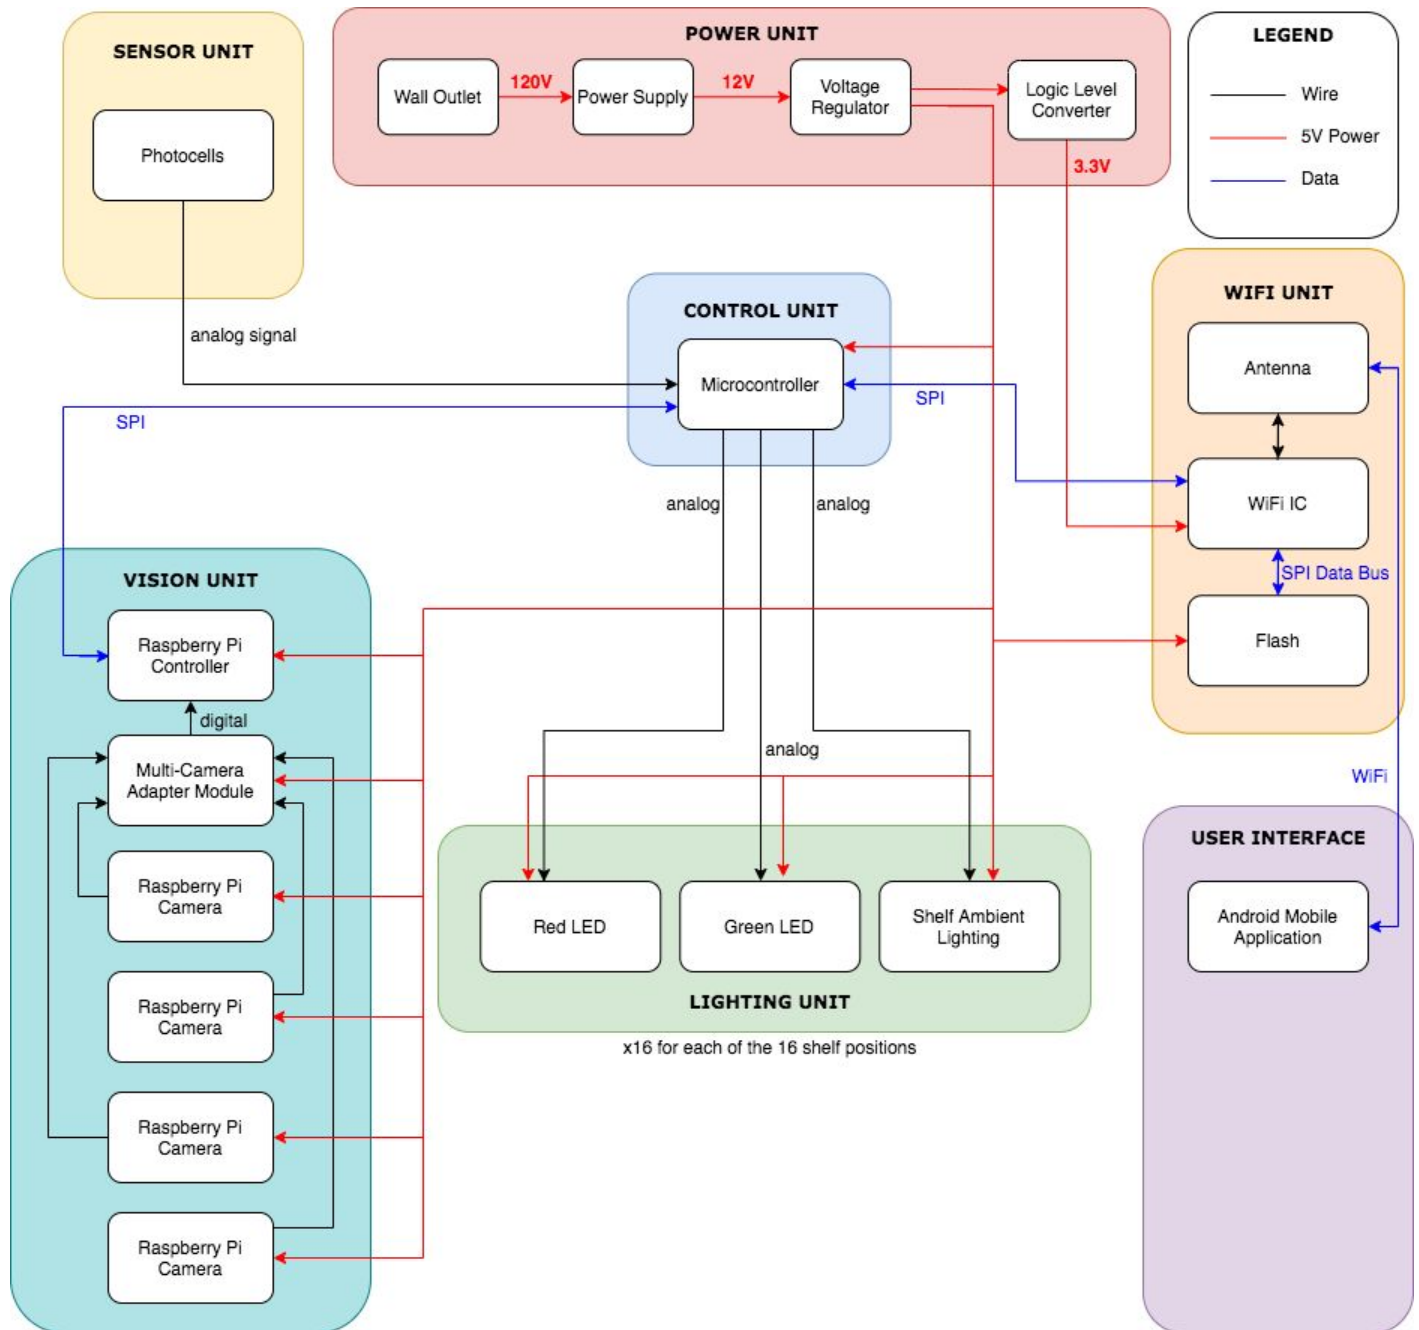 SENSOR UNIT
Photocells
analog signal
POWER UNIT
Wall Outlet
120V
Power Supply
12V
Voltage
Regulator
Logic Level
Converter
3.3V
LEGEND
Wire
5V Power
Data
CONTROL UNIT
Microcontroller
SPI
SPI
analog
analog
analog
WIFI UNIT
Antenna
WiFi IC
SPI Data Bus
Flash
WiFi
VISION UNIT
Raspberry Pi
Controller
digital
Multi-Camera
Adapter Module
Raspberry Pi
Camera
Raspberry Pi
Camera
Raspberry Pi
Camera
Raspberry Pi
Camera
Red LED
Green LED
Shelf Ambient
Lighting
LIGHTING UNIT
x16 for each of the 16 shelf positions
USER INTERFACE
Android Mobile
Application